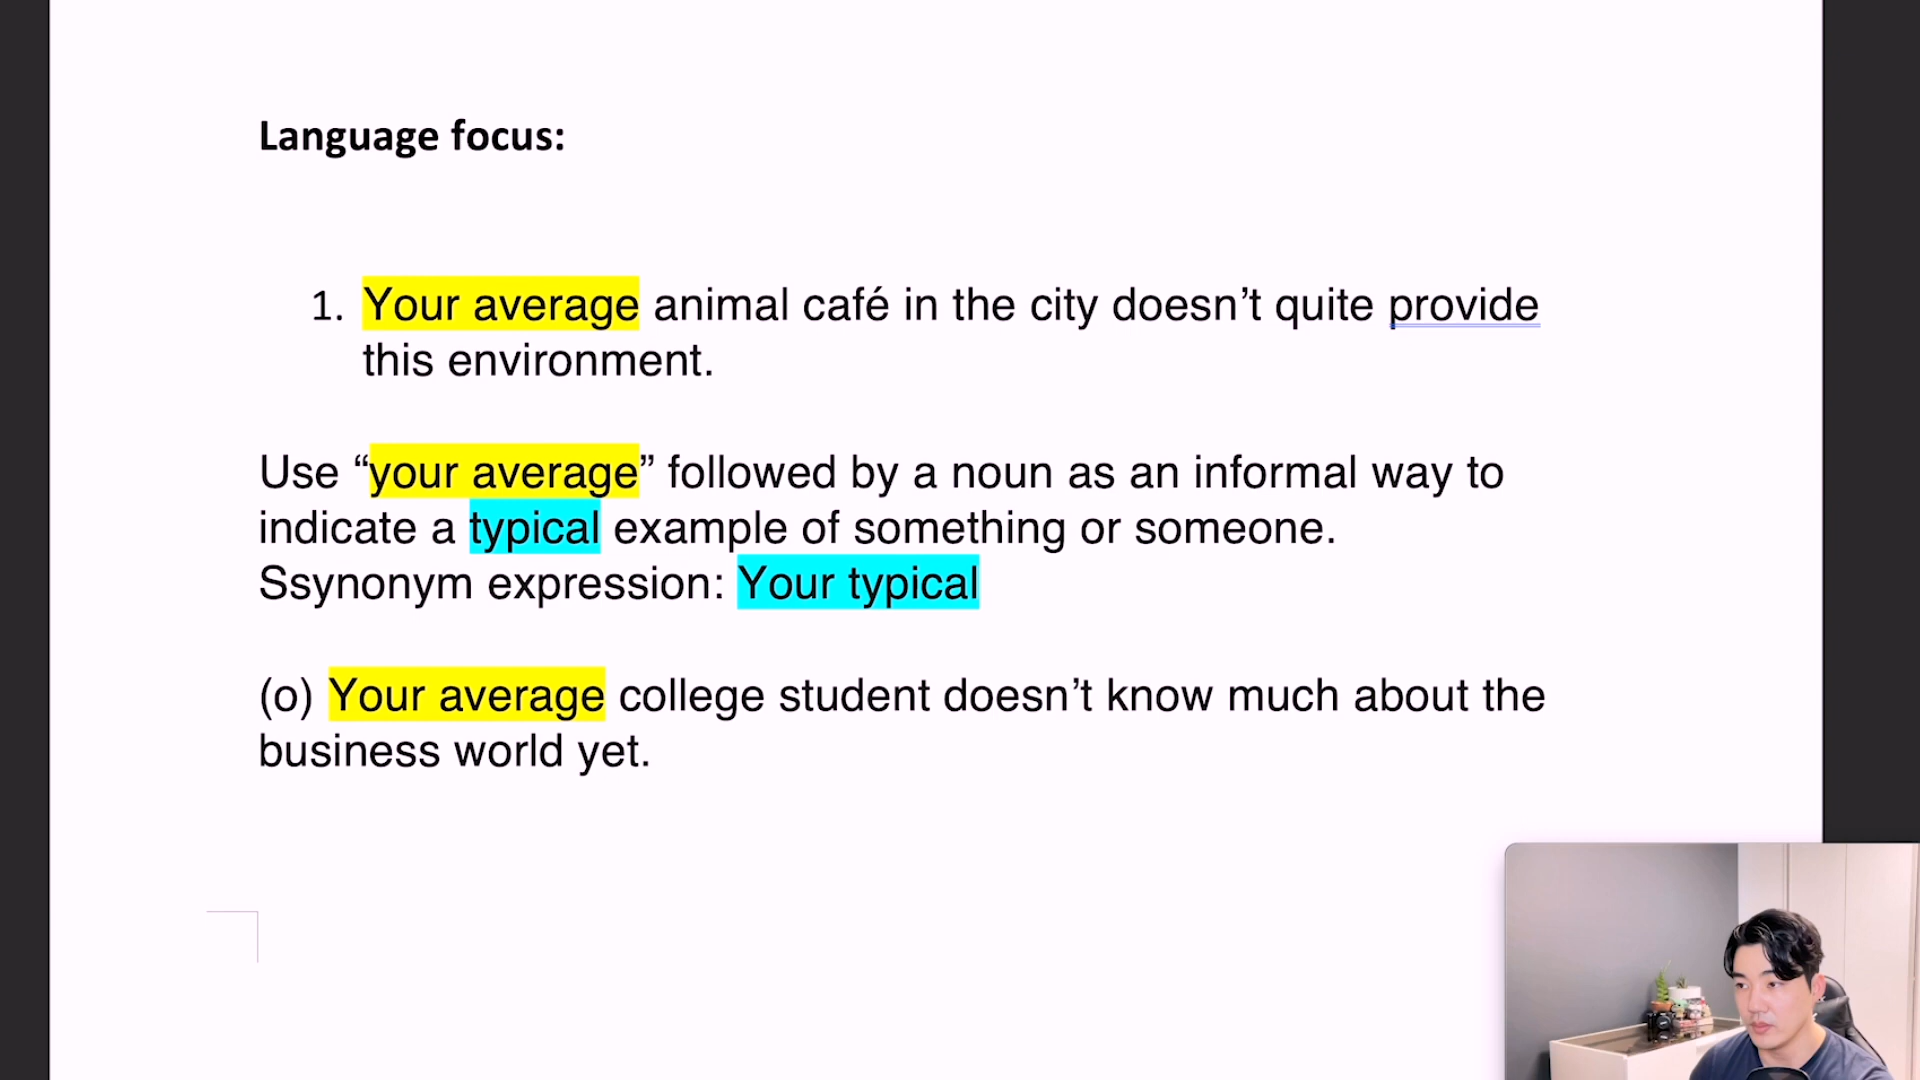 Language focus:
1. Your average animal café in the city doesn’t quite provide
this environment.
Use “your average” followed by a noun as an informal way to
indicate a typical example of something or someone.
Ssynonym expression: Your typical
(o) Your average college student doesn’t know much about the
business world yet.